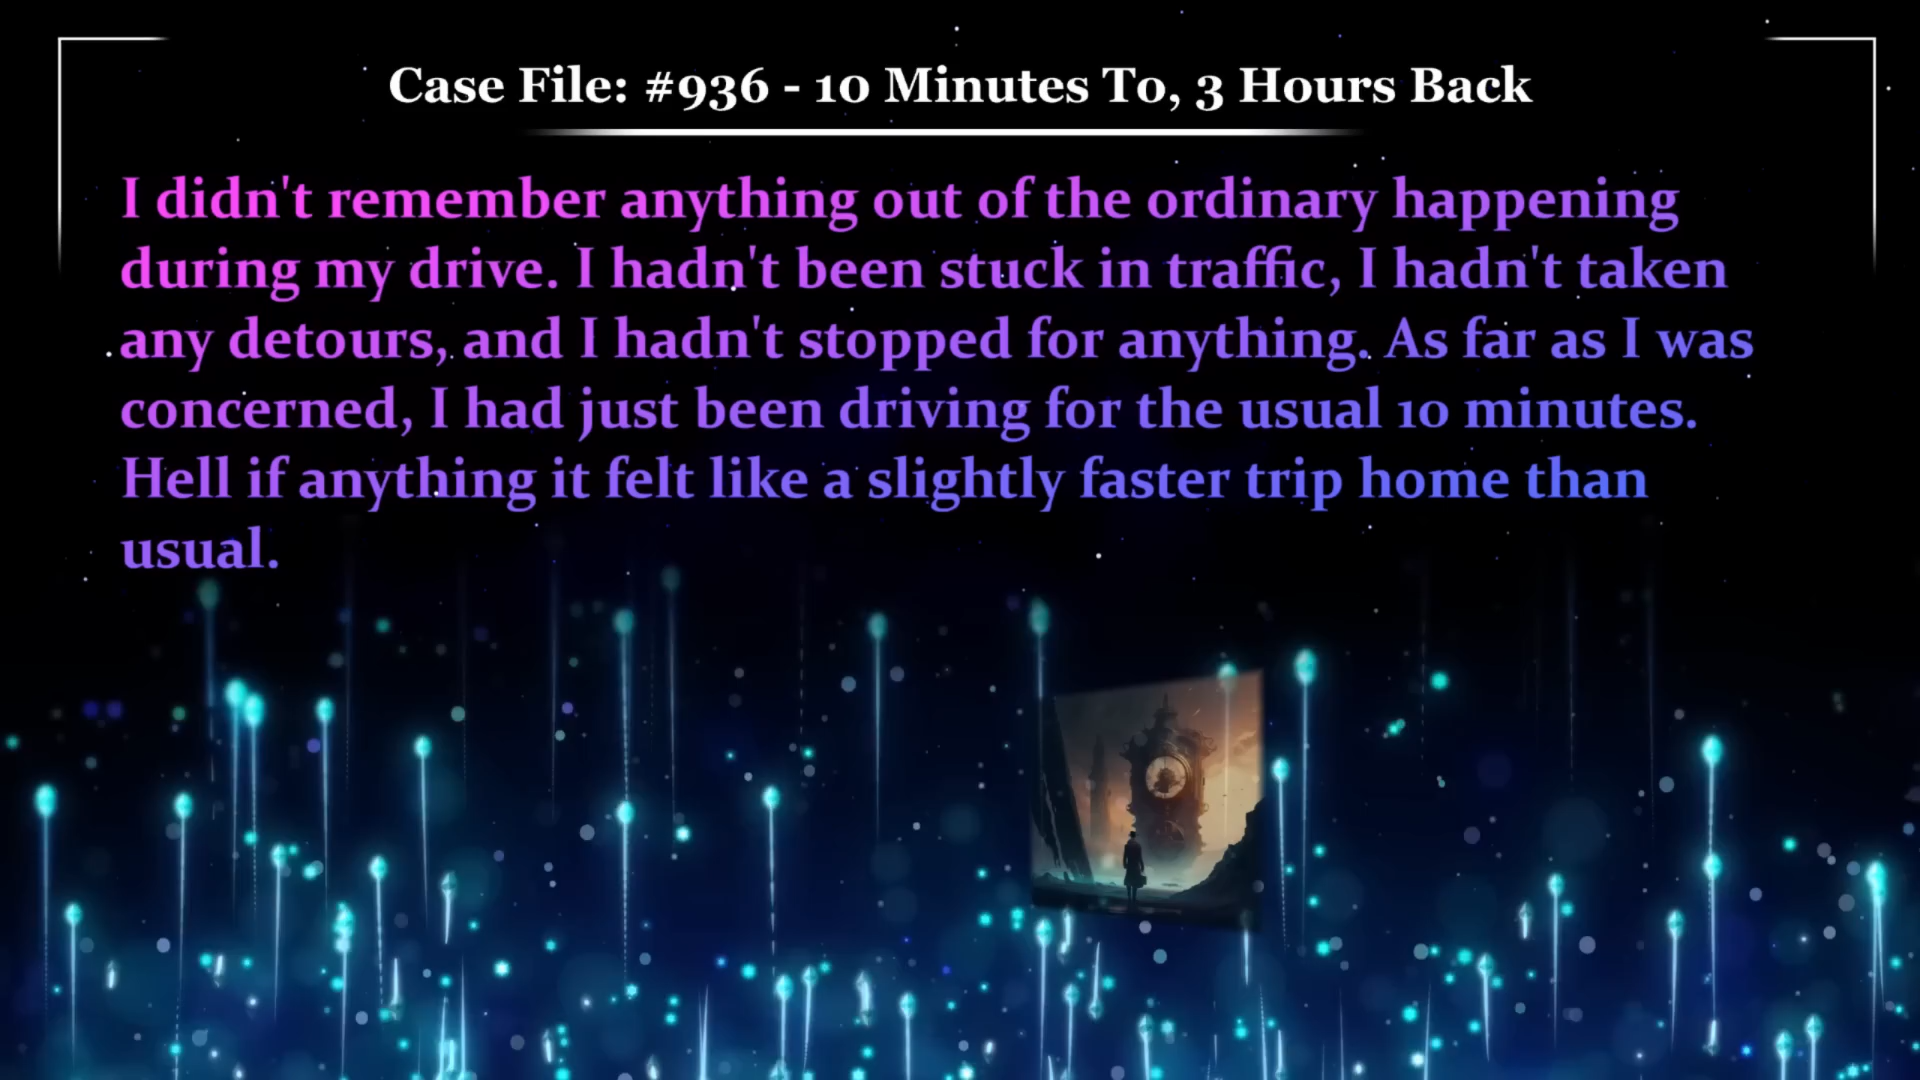 Case File: #936 - 10 Minutes To, 3 Hours Back
I didn't remember anything out of the ordinary happening
during my drive. I hadn't been stuck in traffic, I hadn't taken
any detours, and I hadn't stopped for anything. As far as I was
concerned, I had just been driving for the usual 10 minutes.
Hell if anything it felt like a slightly faster trip home than
usual.